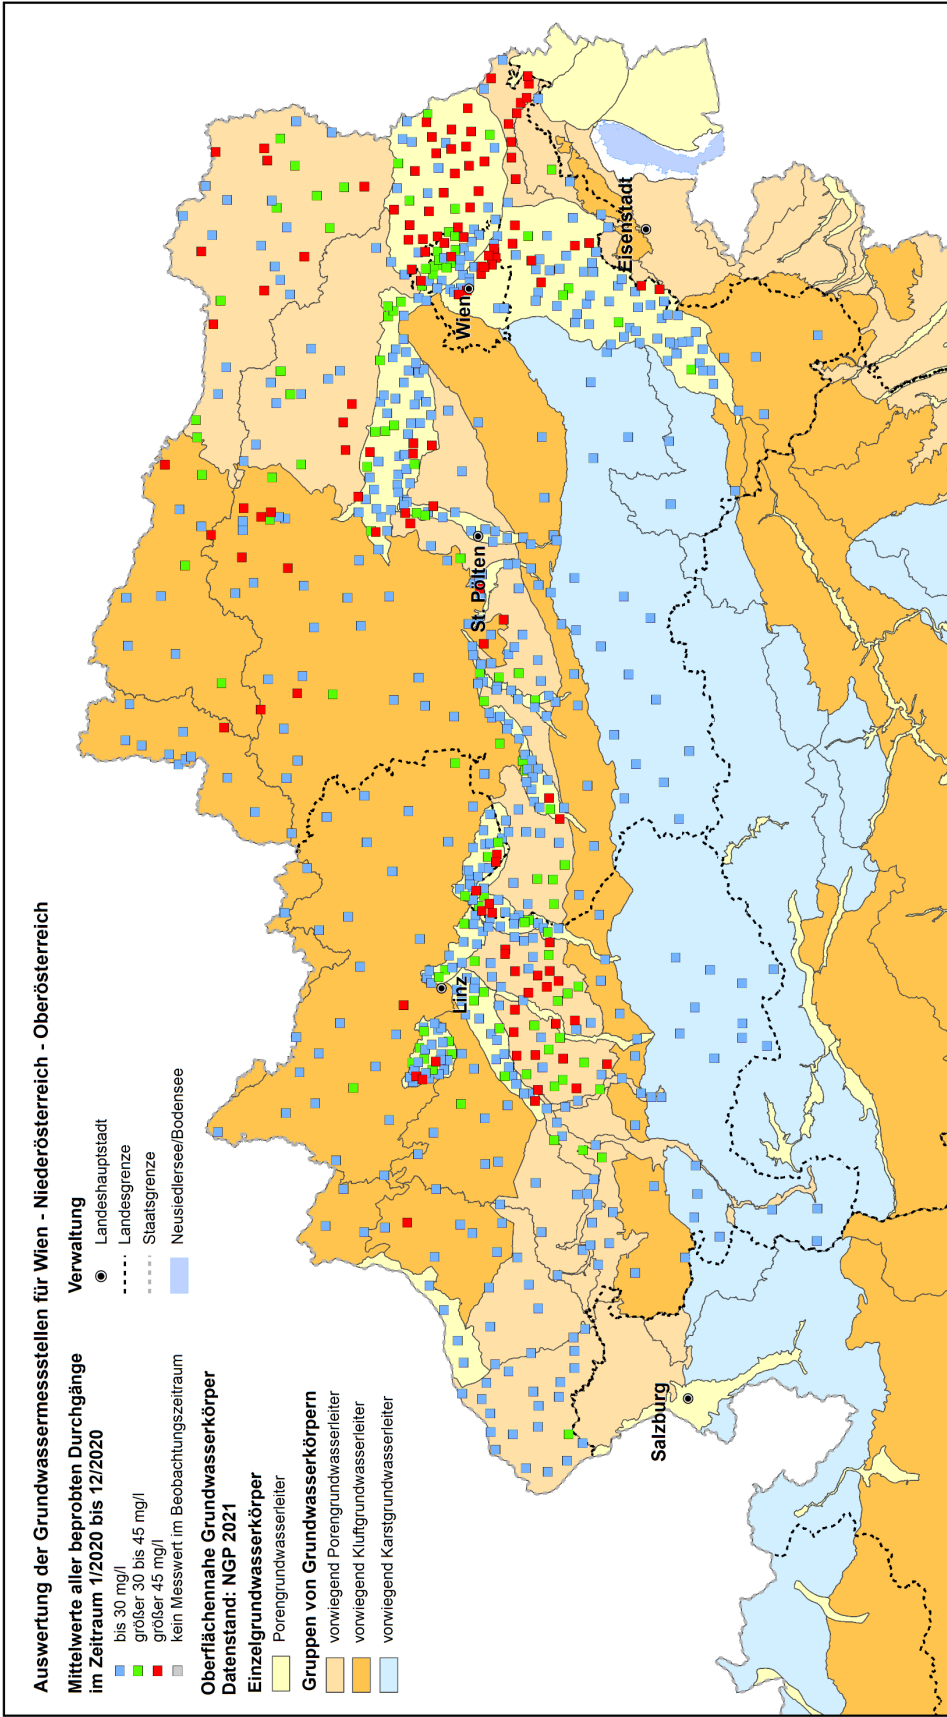 Auswertung der Grundwassermessstellen für Wien - Niederösterreich - Oberösterreich
Mittelwerte aller beprobten Durchgänge
im Zeitraum 1/2020 bis 12/2020
bis 30 mg/l
größer 30 bis 45 mg/l
größer 45 mg/l
kein Messwert im Beobachtungszeitraum
Verwaltung
Landeshauptstadt
Landesgrenze
Staatsgrenze
Neusiedlersee/Bodensee
Oberflächennahe Grundwasserkörper
Datenstand: NGP 2021
Einzelgrundwasserkörper
Porengrundwasserleiter
Gruppen von Grundwasserkörpern
vorwiegend Porengrundwasserleiter
vorwiegend Kluftgrundwasserleiter
vorwiegend Karstgrundwasserleiter
Linz
St. Pölten
Wien
Eisenstadt
Salzburg